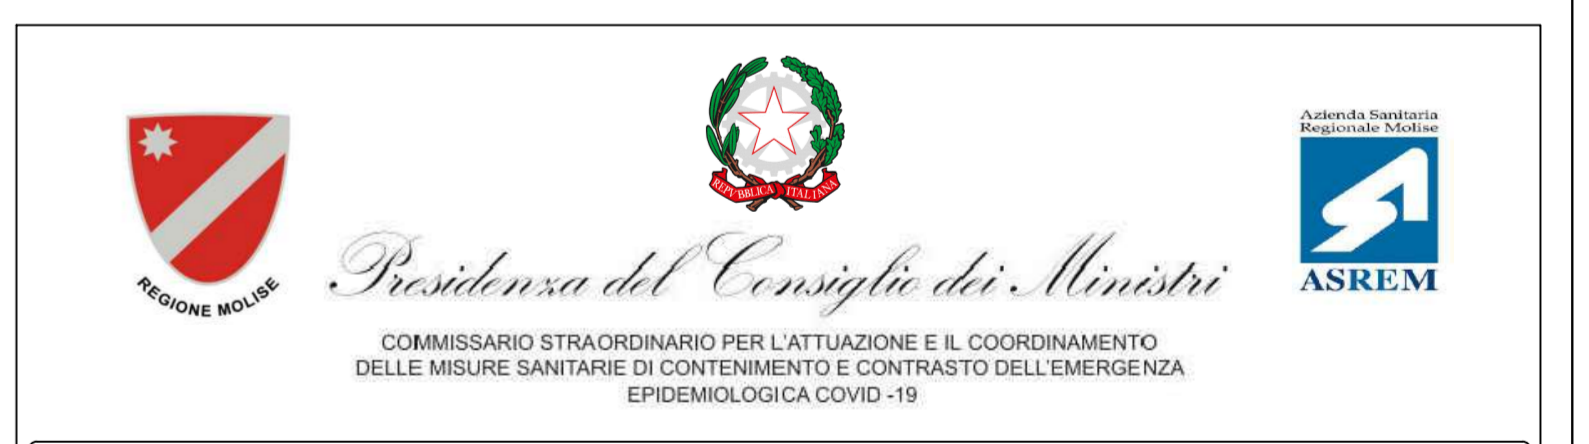 REPVBBLICA ITALIANA
Azienda Sanitaria
Regionale Molise
REGIONE MOLISE
Presidenza del Consiglio dei Ministri
ASREM
COMMISSARIO STRAORDINARIO PER L'ATTUAZIONE E IL COORDINAMENTO
DELLE MISURE SANITARIE DI CONTENIMENTO E CONTRASTO DELL'EMERGENZA
EPIDEMIOLOGICA COVID -19